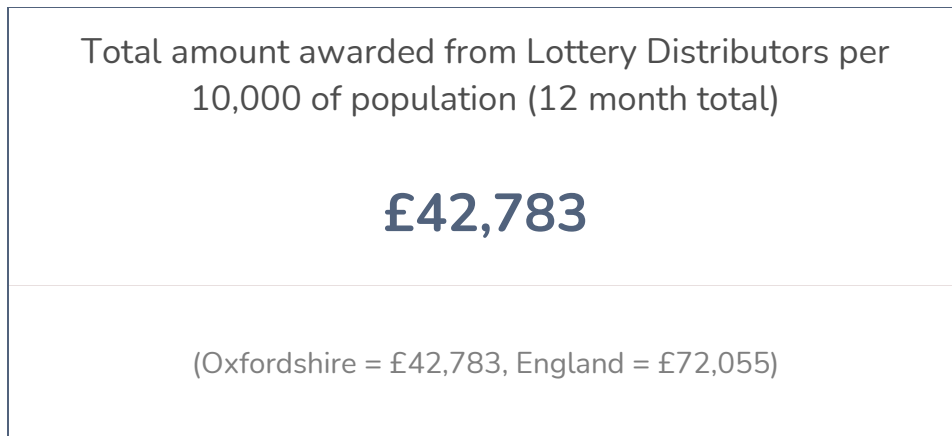 Total amount awarded from Lottery Distributors per
10,000 of population (12 month total)
£42,783
(Oxfordshire = £42,783, England = £72,055)